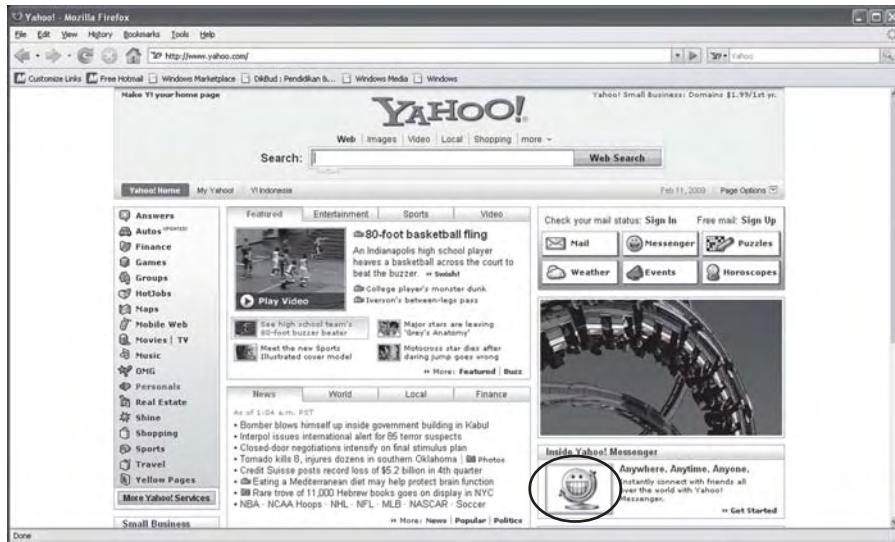 Yahoo! - Mozilla Firefox
File Edit View History Bookmarks Tools Help
http://www.yahoo.com/
Yahoo
Customize Links Free Hotmail Windows Marketplace DikBud : Pendidikan &... Windows Media Windows
Make Y! your home page
Yahoo! Small Business: Domains $1.99/1st yr.
YAHOO!
Web Images Video Local Shopping more
Search: Web Search
Yahoo! Home My Yahoo! Y! Indonesia Feb 11, 2009 Page Options
Answers
Autos UPDATED!
Finance
Games
Groups
HotJobs
Maps
Mobile Web
Movies | TV
Music
OMG
Personals
Real Estate
Shine
Shopping
Sports
Travel
Yellow Pages
More Yahoo! Services
Small Business
Featured Entertainment Sports Video
80-foot basketball fling
An Indianapolis high school player
heaves a basketball across the court to
beat the buzzer. » Swish!
College player's monster dunk
Iverson's between-legs pass
Play Video
See high school team's
80-foot buzzer beater
Major stars are leaving
"Grey's Anatomy"
Meet the new Sports
Illustrated cover model
Motocross star dies after
daring jump goes wrong
» More: Featured | Buzz
News World Local Finance
As of 1:04 a.m. PST
• Bomber blows himself up inside government building in Kabul
• Interpol issues international alert for 85 terror suspects
• Closed-door negotiations intensify on final stimulus plan
• Tornado kills 8, injures dozens in southern Oklahoma | Photos
• Credit Suisse posts record loss of $5.2 billion in 4th quarter
• Eating a Mediterranean diet may help protect brain function
• Rare trove of 11,000 Hebrew books goes on display in NYC
• NBA · NCAA Hoops · NHL · NFL · MLB · NASCAR · Soccer
» More: News | Popular | Politics
Check your mail status: Sign In Free mail: Sign Up
Mail Messenger Puzzles
Weather Events Horoscopes
Inside Yahoo! Messenger
Anywhere. Anytime. Anyone.
Instantly connect with friends all
over the world with Yahoo!
Messenger.
» Get Started
Done